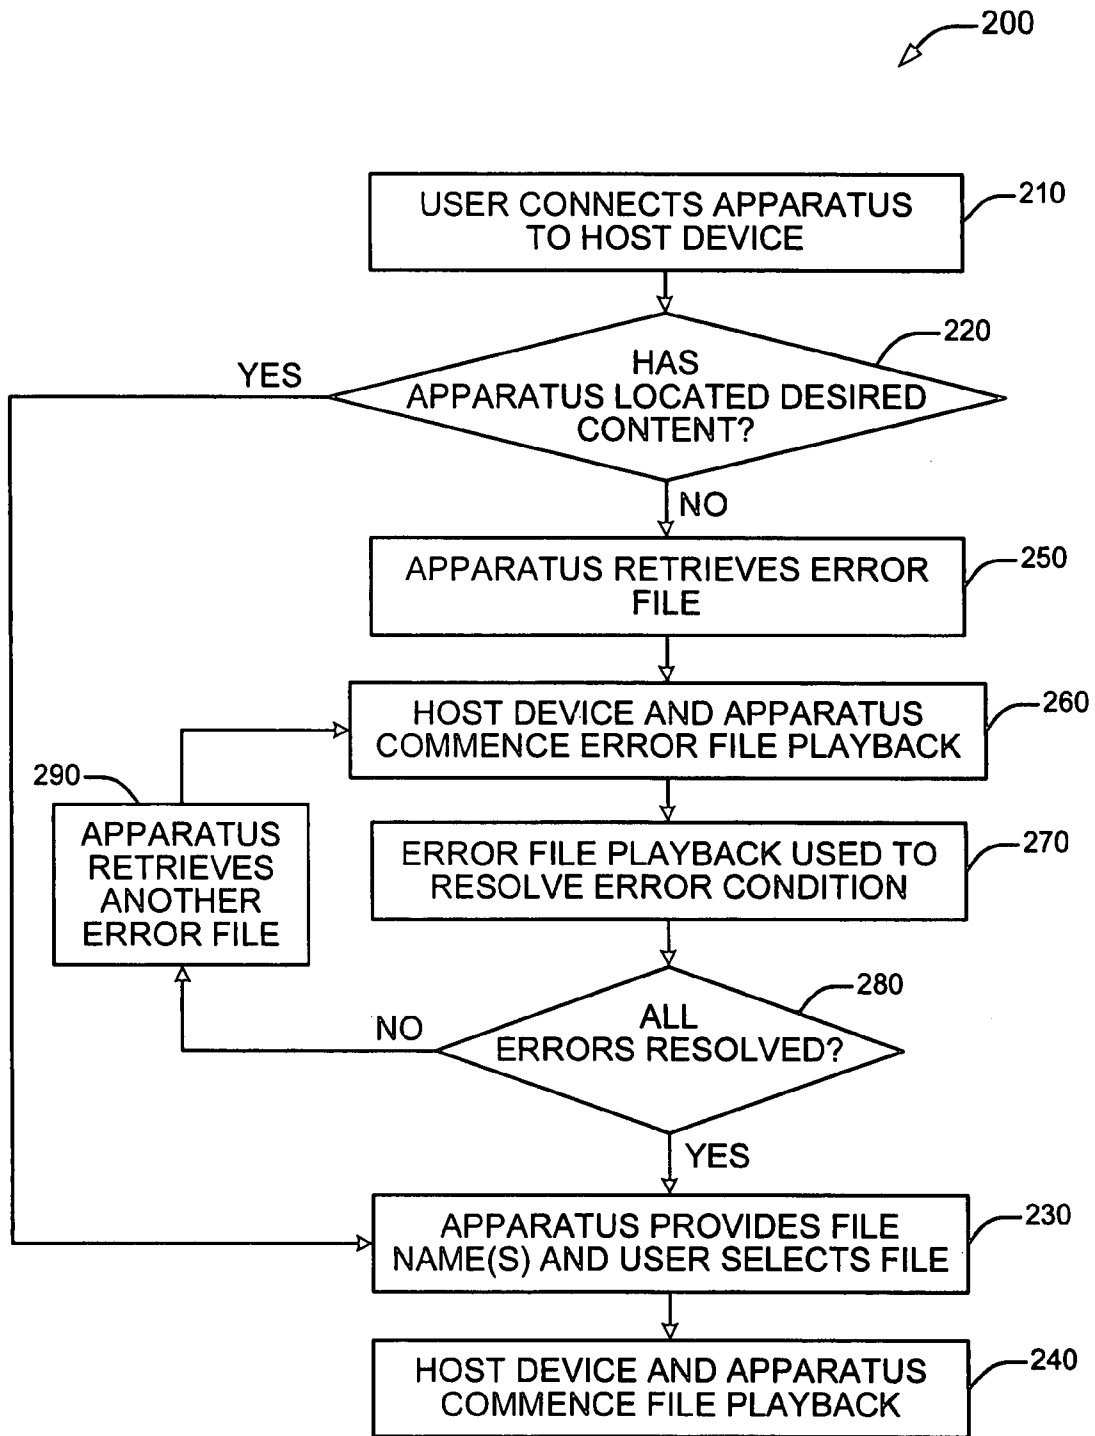 200
USER CONNECTS APPARATUS
TO HOST DEVICE
210
220
HAS
APPARATUS LOCATED DESIRED
CONTENT?
YES
NO
APPARATUS RETRIEVES ERROR
FILE
250
HOST DEVICE AND APPARATUS
COMMENCE ERROR FILE PLAYBACK
260
290
APPARATUS
RETRIEVES
ANOTHER
ERROR FILE
ERROR FILE PLAYBACK USED TO
RESOLVE ERROR CONDITION
270
280
ALL
ERRORS RESOLVED?
NO
YES
APPARATUS PROVIDES FILE
NAME(S) AND USER SELECTS FILE
230
HOST DEVICE AND APPARATUS
COMMENCE FILE PLAYBACK
240